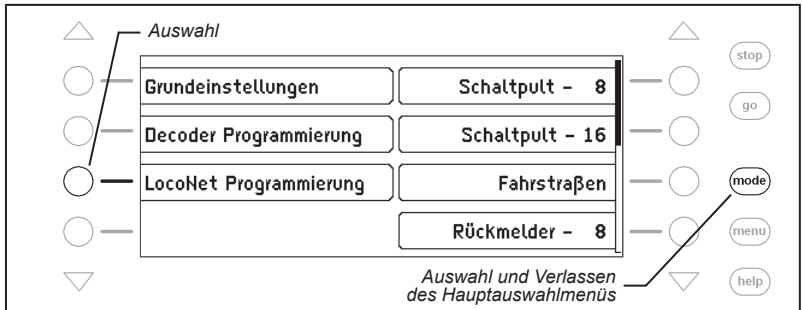 Auswahl
stop
Grundeinstellungen Schaltpult - 8
go
Decoder Programmierung Schaltpult - 16
LocoNet Programmierung Fahrstraßen
mode
Rückmelder - 8
menu
Auswahl und Verlassen
des Hauptauswahlmenüs
help